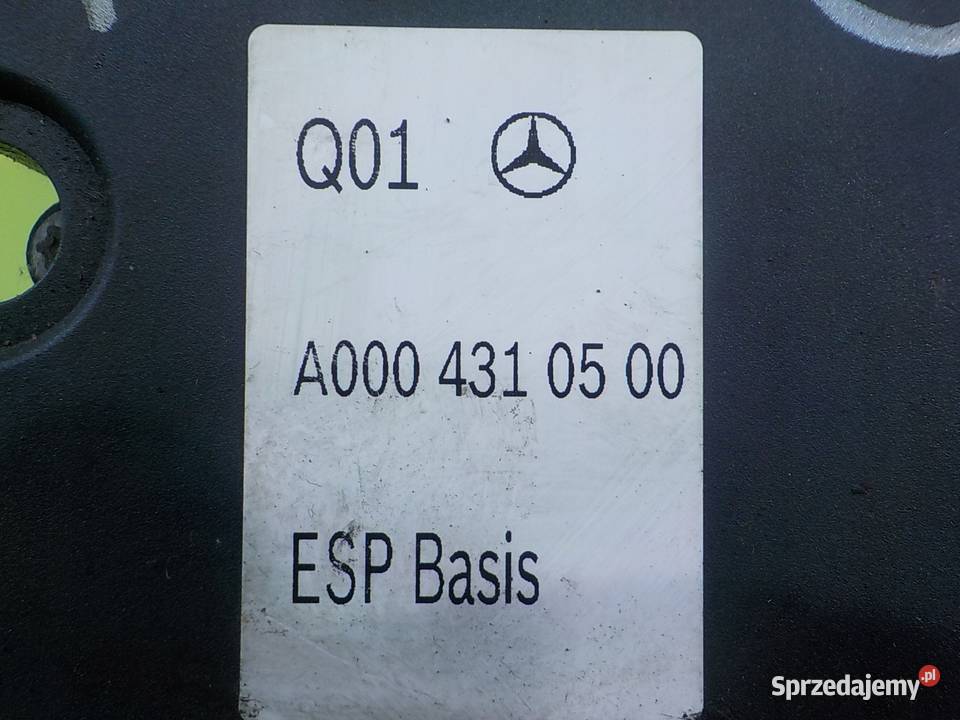 Q01
A000 431 05 00
ESP Basis
Sprzedajemy.pl